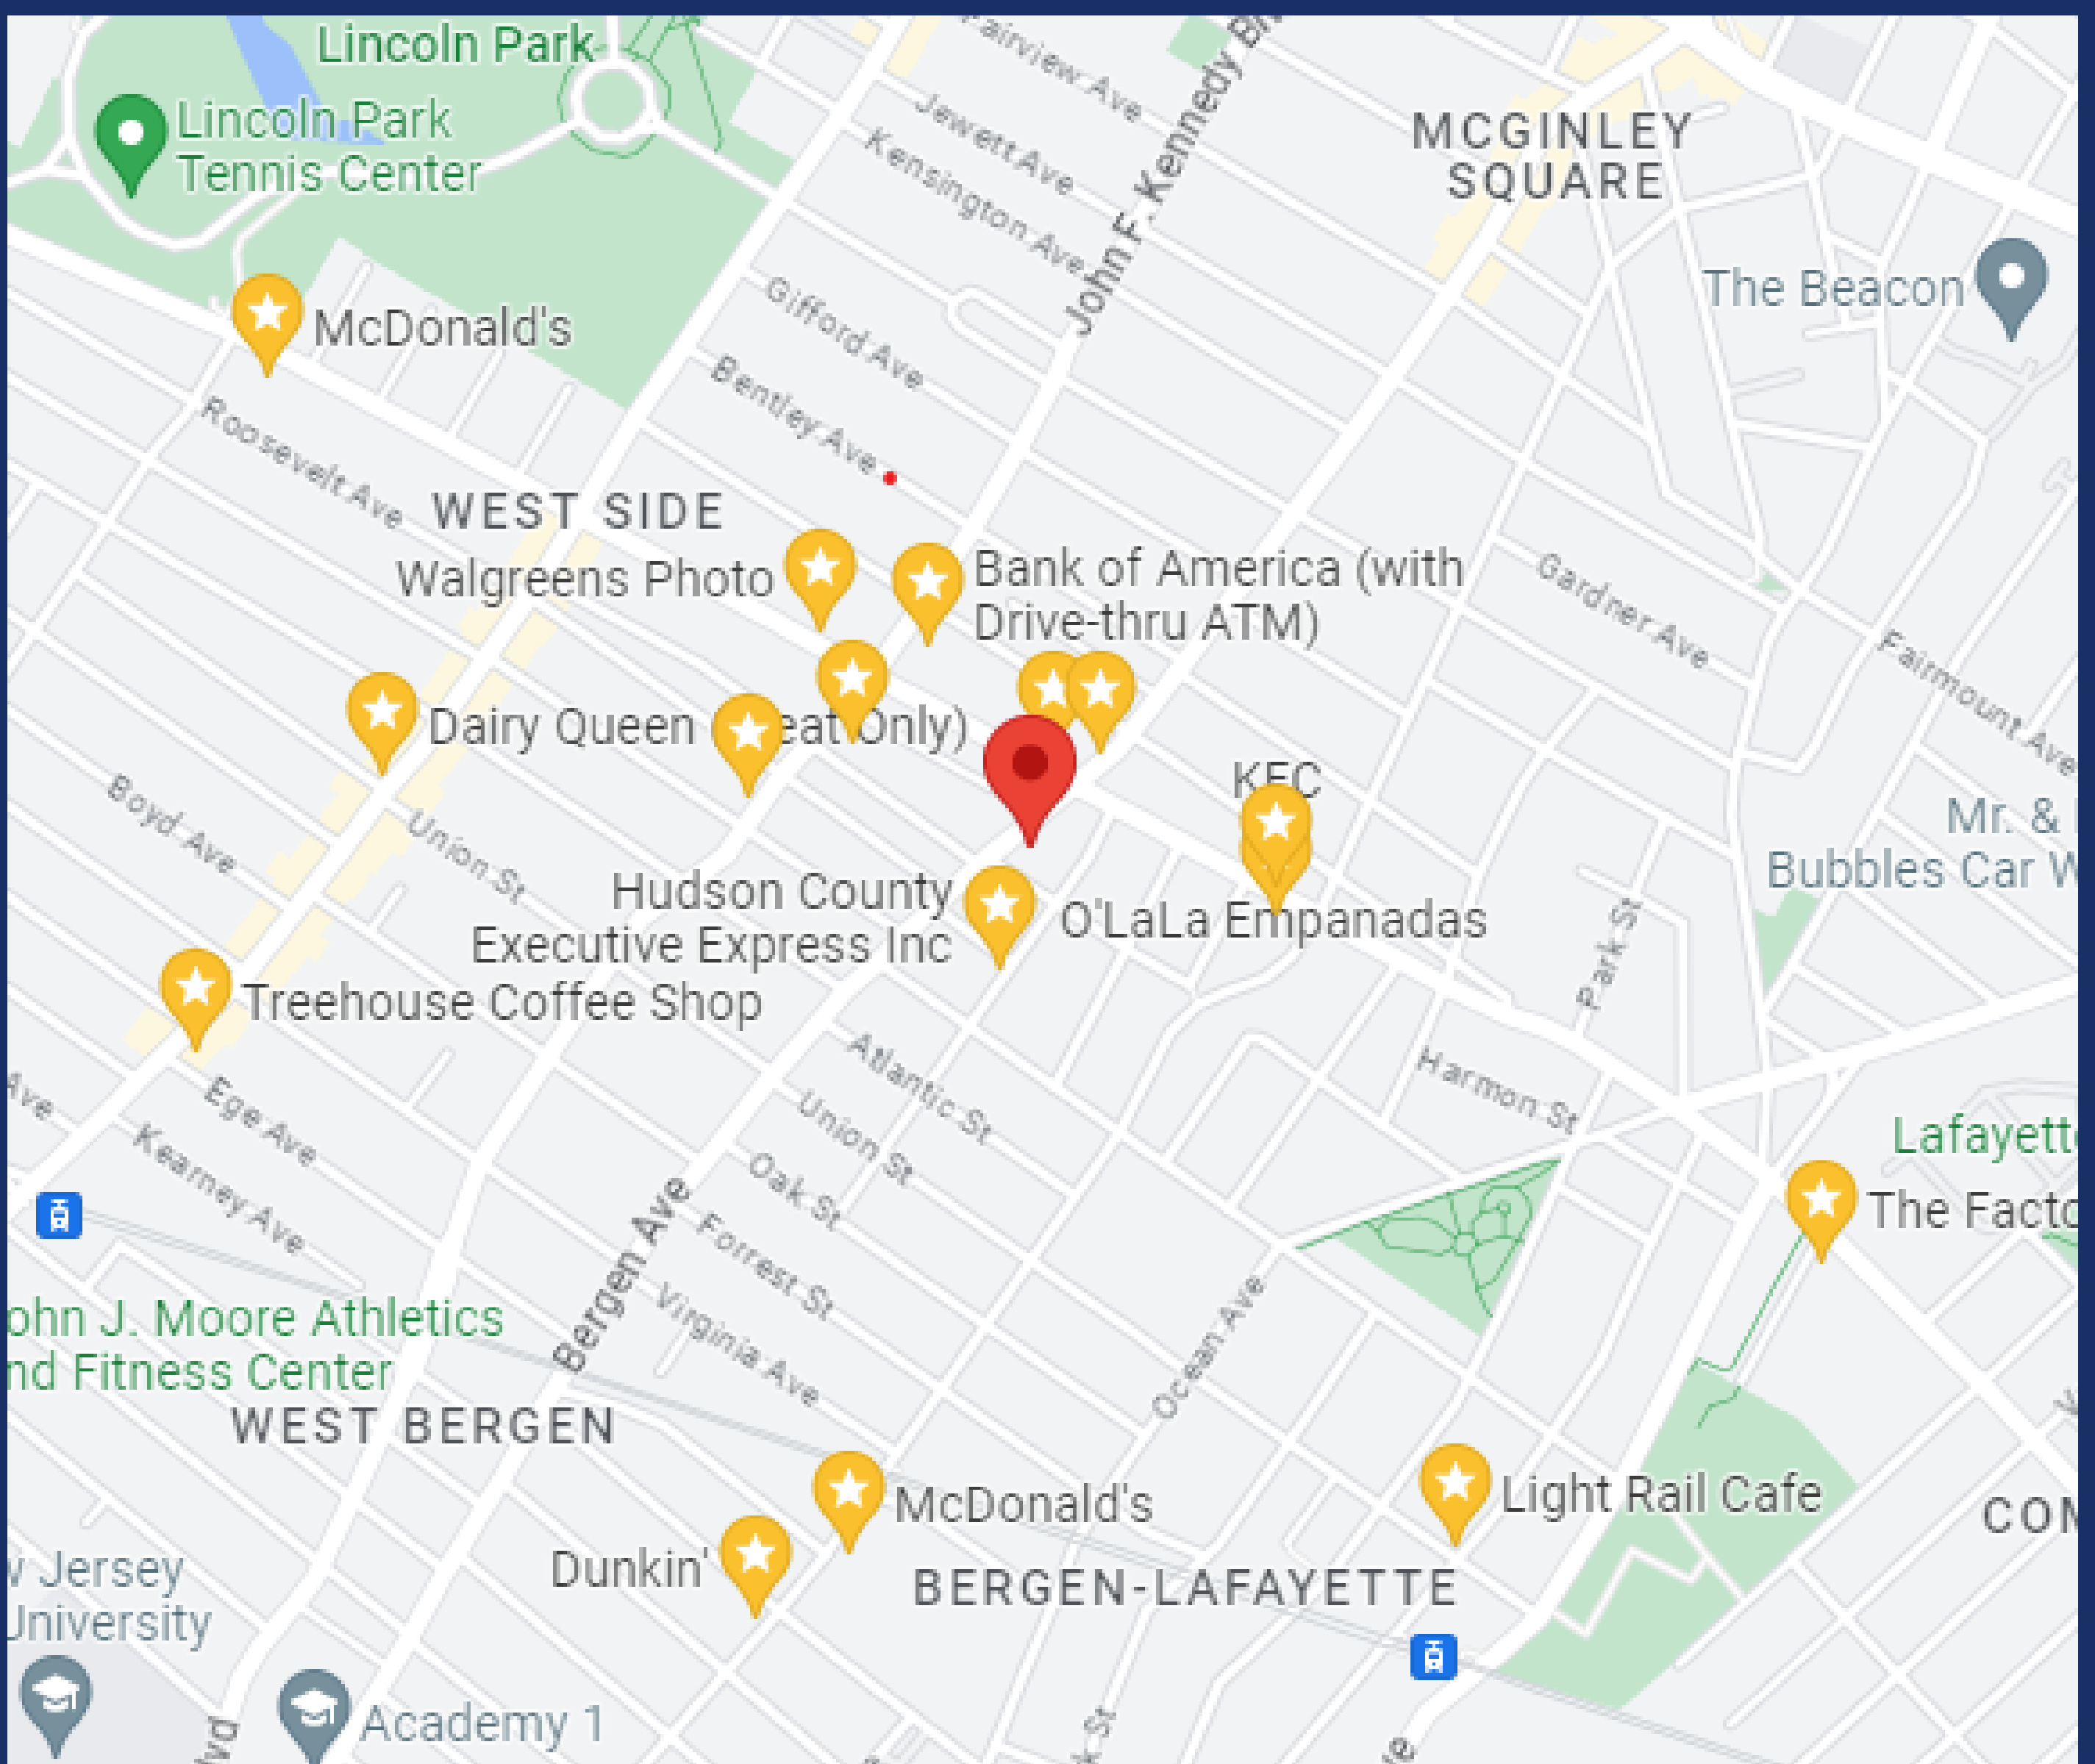 Lincoln Park
Lincoln Park
Tennis Center
Fairview Ave
Jewett Ave
Kensington Ave
John F. Kennedy
MCGINLEY
SQUARE
The Beacon
Gifford Ave
McDonald's
Bentley Ave
Roosevelt Ave
WEST SIDE
Walgreens Photo
Bank of America (with
Drive-thru ATM)
Gardner Ave
Fairmount Ave
Dairy Queen
Only)
KFC
Boyd Ave
Union St
Mr. &
Bubbles Car W
Hudson County
Executive Express Inc
O'LaLa Empanadas
Park St
Treehouse Coffee Shop
Atlantic St
Harmon St
Ave
Ege Ave
Union St
Kearney Ave
Oak St
Lafayett
The Facto
Bergen Ave
Forrest St
Virginia Ave
Ocean Ave
ohn J. Moore Athletics
nd Fitness Center
WEST BERGEN
McDonald's
Light Rail Cafe
COM
Dunkin'
BERGEN-LAFAYETTE
Jersey
University
Academy 1
lvd
k St